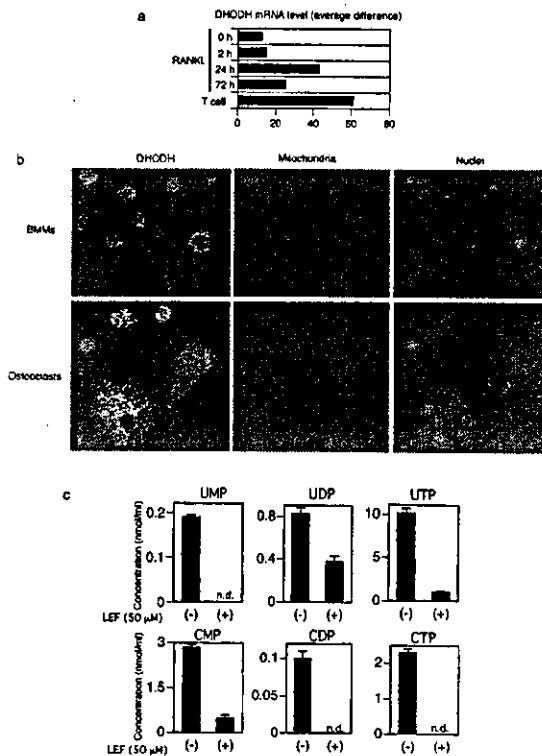 DHODH mRNA level (average difference)
a
0 h
2 h
RANKL
24 h
72 h
T cell
0 20 40 60 80
b
DHODH Mitochondria Nuclei
BMMs
Osteoclasts
c
UMP UDP UTP
Concentration (nmol/ml)
0.2 0.8 10
0.1 0.4 5
n.d.
0 0 0
LEF (50 μM) (-) (+) (-) (+) (-) (+)
CMP CDP CTP
Concentration (nmol/ml)
3 0.1 2
1.5 0.05 1
n.d. n.d.
0 0 0
LEF (50 μM) (-) (+) (-) (+) (-) (+)